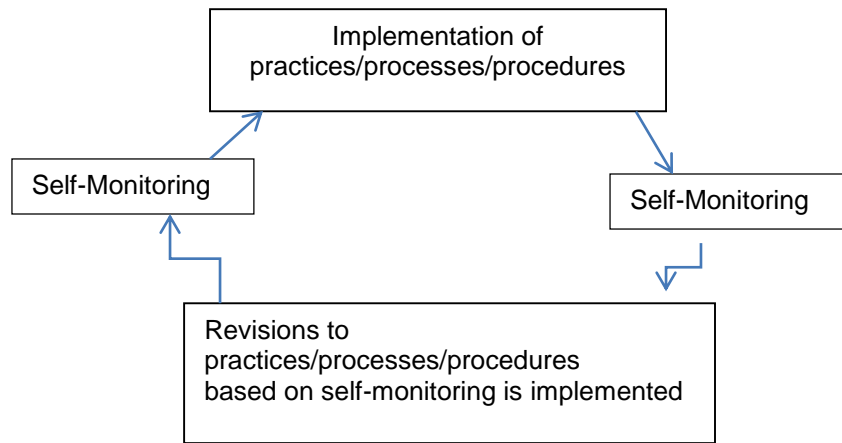 Implementation of
practices/processes/procedures
Self-Monitoring
Self-Monitoring
Revisions to
practices/processes/procedures
based on self-monitoring is implemented